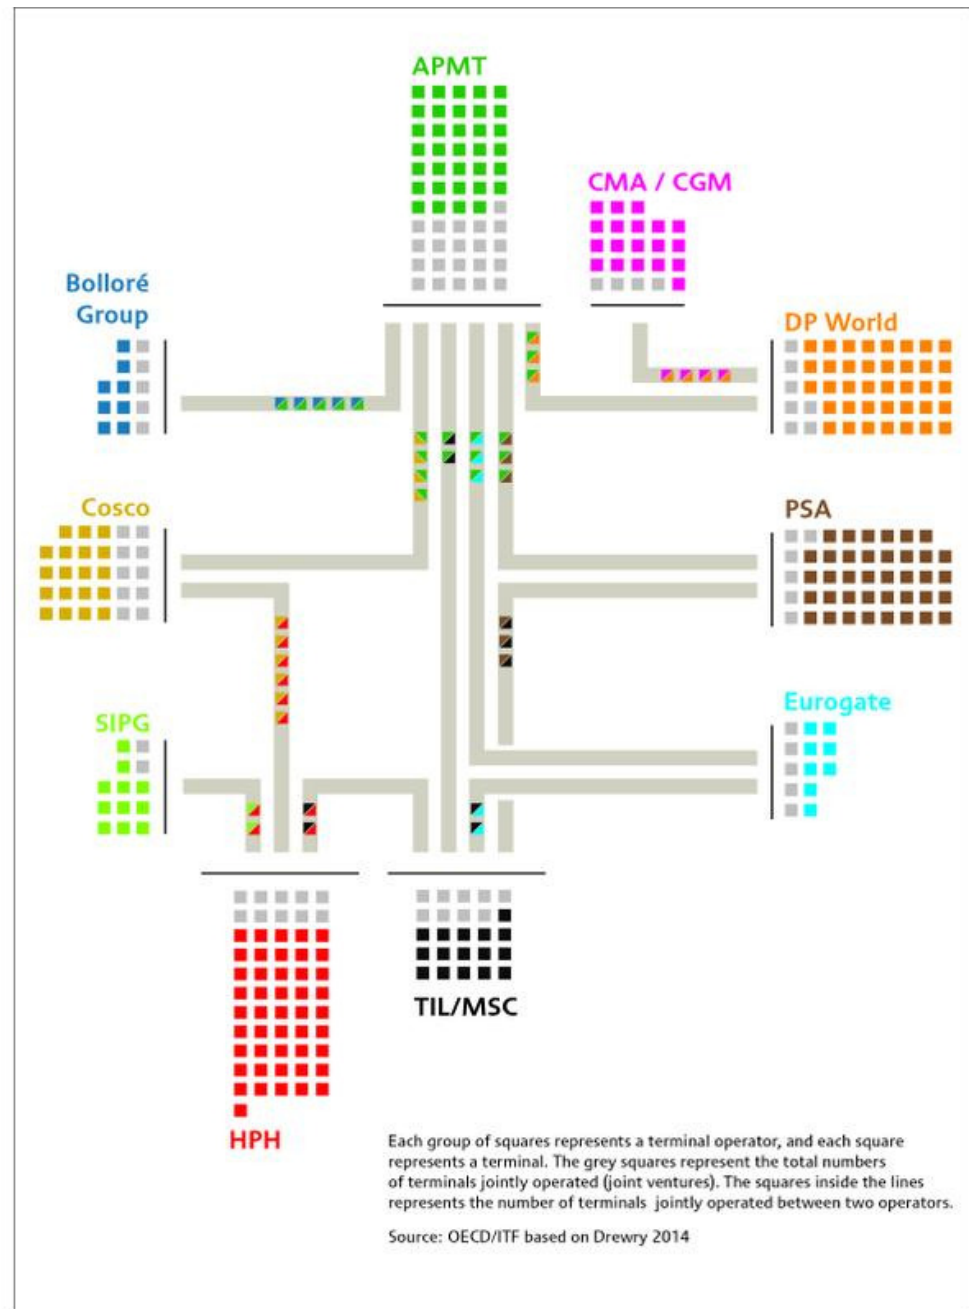 APMT
CMA / CGM
Bolloré
Group
DP World
Cosco
PSA
SIPG
Eurogate
TIL/MSC
HPH
Each group of squares represents a terminal operator, and each square
represents a terminal. The grey squares represent the total numbers
of terminals jointly operated (joint ventures). The squares inside the lines
represents the number of terminals jointly operated between two operators.
Source: OECD/ITF based on Drewry 2014